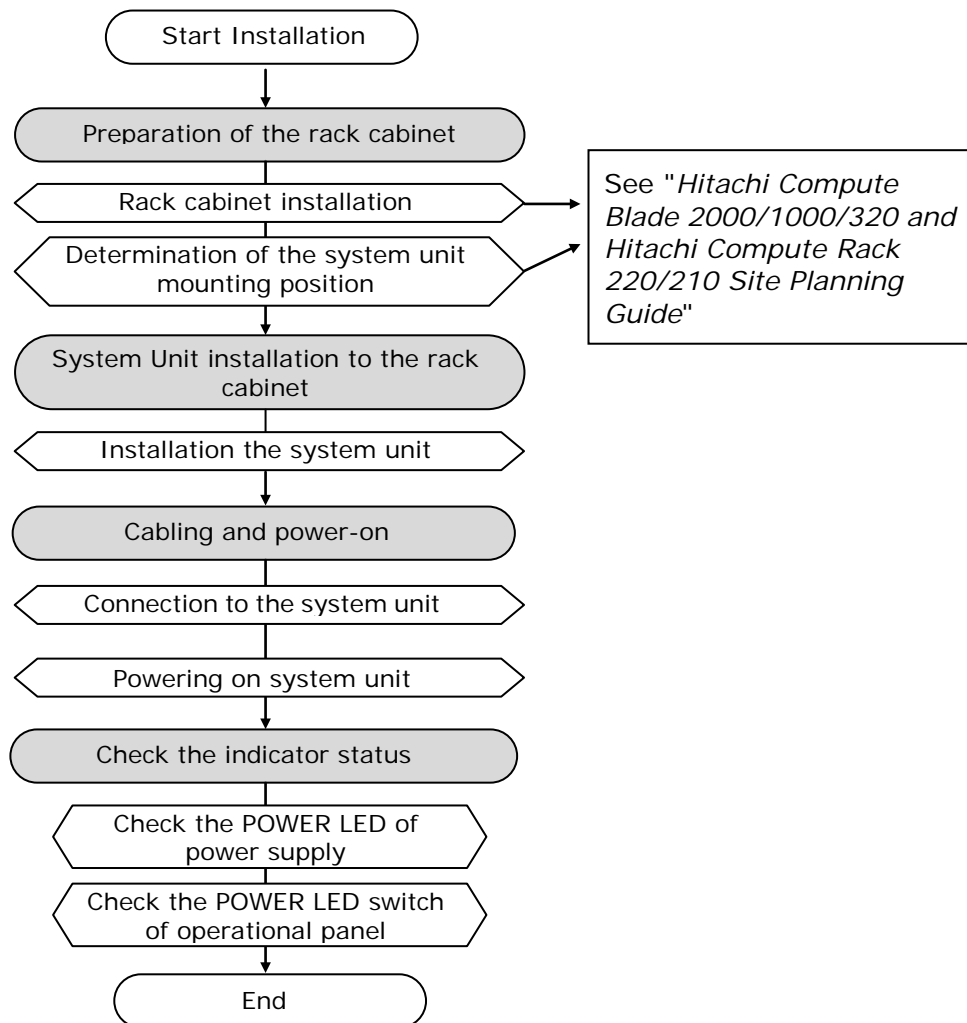 Start Installation
Preparation of the rack cabinet
Rack cabinet installation
See "Hitachi Compute
Blade 2000/1000/320 and
Hitachi Compute Rack
220/210 Site Planning
Guide"
Determination of the system unit
mounting position
System Unit installation to the rack
cabinet
Installation the system unit
Cabling and power-on
Connection to the system unit
Powering on system unit
Check the indicator status
Check the POWER LED of
power supply
Check the POWER LED switch
of operational panel
End